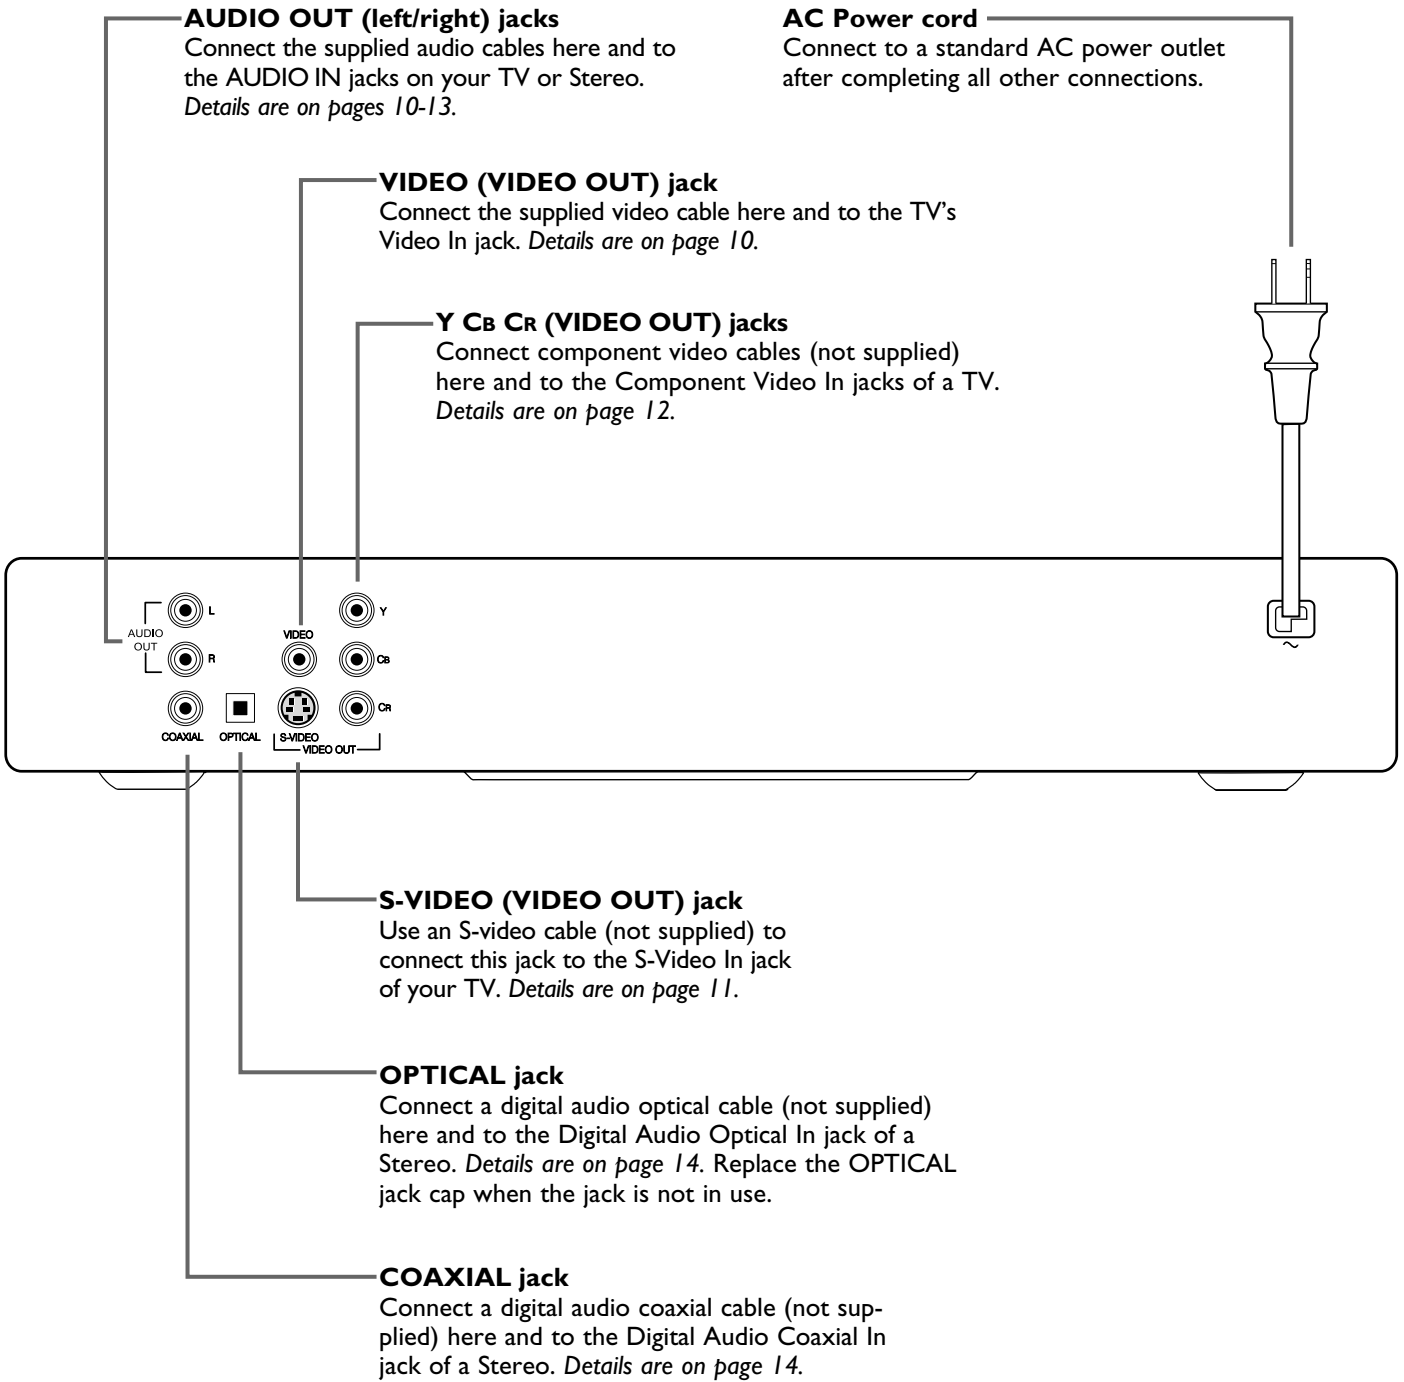 AUDIO OUT (left/right) jacks
Connect the supplied audio cables here and to
the AUDIO IN jacks on your TV or Stereo.
Details are on pages 10-13.
AC Power cord
Connect to a standard AC power outlet
after completing all other connections.
VIDEO (VIDEO OUT) jack
Connect the supplied video cable here and to the TV’s
Video In jack. Details are on page 10.
Y CB CR (VIDEO OUT) jacks
Connect component video cables (not supplied)
here and to the Component Video In jacks of a TV.
Details are on page 12.
L
Y
AUDIO
OUT
VIDEO
R
CB
CR
COAXIAL
OPTICAL
S-VIDEO
VIDEO OUT
~
S-VIDEO (VIDEO OUT) jack
Use an S-video cable (not supplied) to
connect this jack to the S-Video In jack
of your TV. Details are on page 11.
OPTICAL jack
Connect a digital audio optical cable (not supplied)
here and to the Digital Audio Optical In jack of a
Stereo. Details are on page 14. Replace the OPTICAL
jack cap when the jack is not in use.
COAXIAL jack
Connect a digital audio coaxial cable (not sup-
plied) here and to the Digital Audio Coaxial In
jack of a Stereo. Details are on page 14.